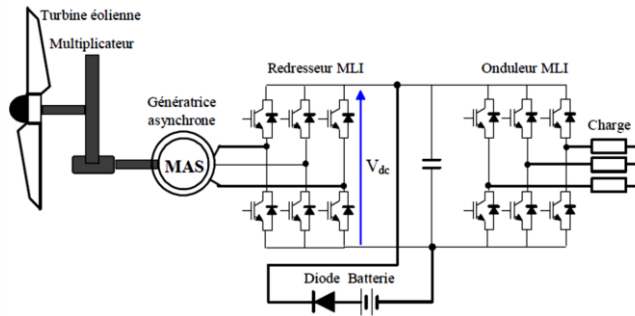 Turbine éolienne
Multiplicateur
Génératrice
asynchrone
MAS
Redresseur MLI
Vdc
Onduleur MLI
Charge
Diode Batterie